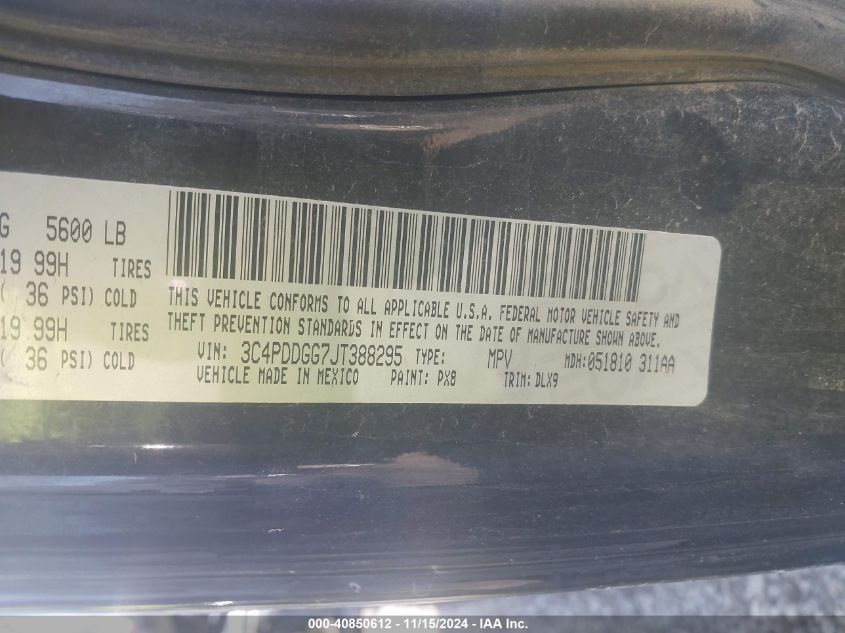 G 5600 LB
19 99H TIRES
( 36 PSI) COLD
19 99H TIRES
( 36 PSI) COLD
THIS VEHICLE CONFORMS TO ALL APPLICABLE U.S.A. FEDERAL MOTOR VEHICLE SAFETY AND
THEFT PREVENTION STANDARDS IN EFFECT ON THE DATE OF MANUFACTURE SHOWN ABOVE.
VIN: 3C4PDDGG7JT388295 TYPE: MPV MDH:051810 311AA
VEHICLE MADE IN MEXICO PAINT: PX8 TRIM: DLX9
000-40850612 - 11/15/2024 - IAA Inc.